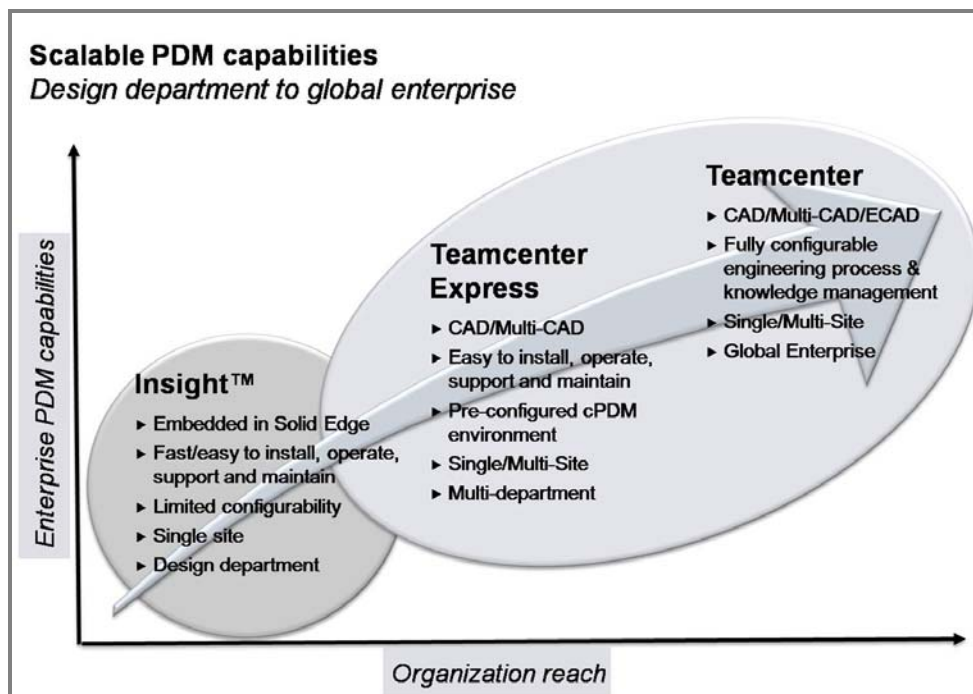 Scalable PDM capabilities
Design department to global enterprise
Enterprise PDM capabilities
Insight™
▸ Embedded in Solid Edge
▸ Fast/easy to install, operate,
support and maintain
▸ Limited configurability
▸ Single site
▸ Design department
Teamcenter
Express
▸ CAD/Multi-CAD
▸ Easy to install, operate,
support and maintain
▸ Pre-configured cPDM
environment
▸ Single/Multi-Site
▸ Multi-department
Teamcenter
▸ CAD/Multi-CAD/ECAD
▸ Fully configurable
engineering process &
knowledge management
▸ Single/Multi-Site
▸ Global Enterprise
Organization reach